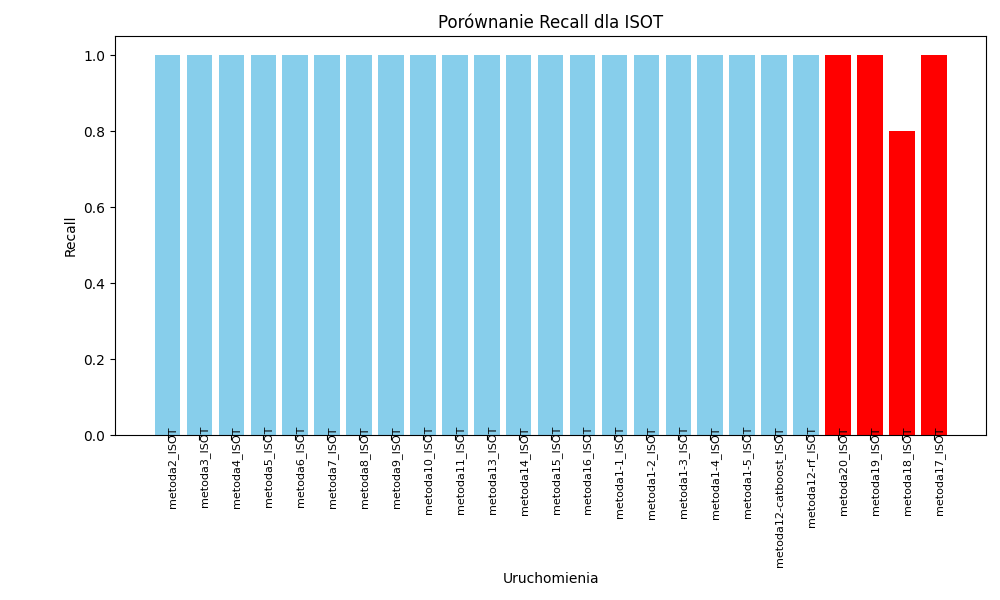 Porównanie Recall dla ISOT
Recall
1.0
0.8
0.6
0.4
0.2
0.0
metoda2_ISOT
metoda3_ISOT
metoda4_ISOT
metoda5_ISOT
metoda6_ISOT
metoda7_ISOT
metoda8_ISOT
metoda9_ISOT
metoda10_ISOT
metoda11_ISOT
metoda13_ISOT
metoda14_ISOT
metoda15_ISOT
metoda16_ISOT
metoda1-1_ISOT
metoda1-2_ISOT
metoda1-3_ISOT
metoda1-4_ISOT
metoda1-5_ISOT
metoda12-catboost_ISOT
metoda12-rf_ISOT
metoda20_ISOT
metoda19_ISOT
metoda18_ISOT
metoda17_ISOT
Uruchomienia